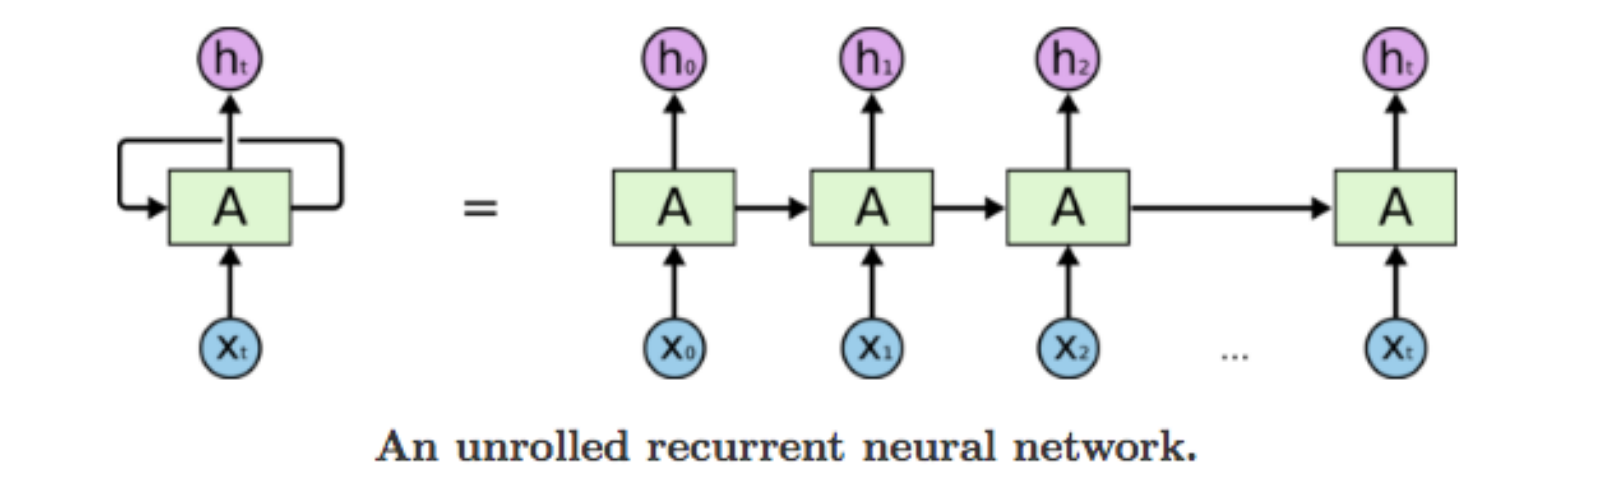 hₜ h₀ h₁ h₂ hₜ
A = A A A A
xₜ x₀ x₁ x₂ ... xₜ
An unrolled recurrent neural network.